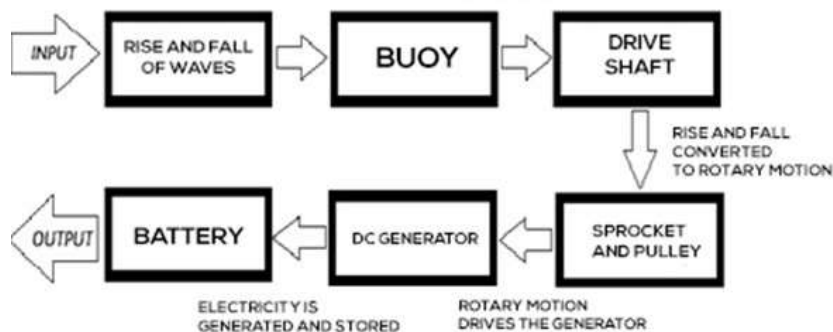 INPUT
RISE AND FALL
OF WAVES
BUOY
DRIVE
SHAFT
RISE AND FALL
CONVERTED
TO ROTARY MOTION
SPROCKET
AND PULLEY
DC GENERATOR
BATTERY
OUTPUT
ROTARY MOTION
DRIVES THE GENERATOR
ELECTRICITY IS
GENERATED AND STORED